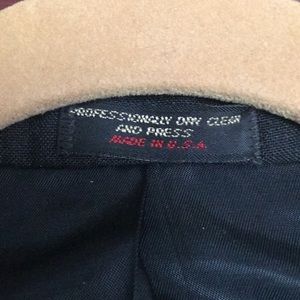 PROFESSIONALLY DRY CLEAN
AND PRESS
MADE IN U.S.A.